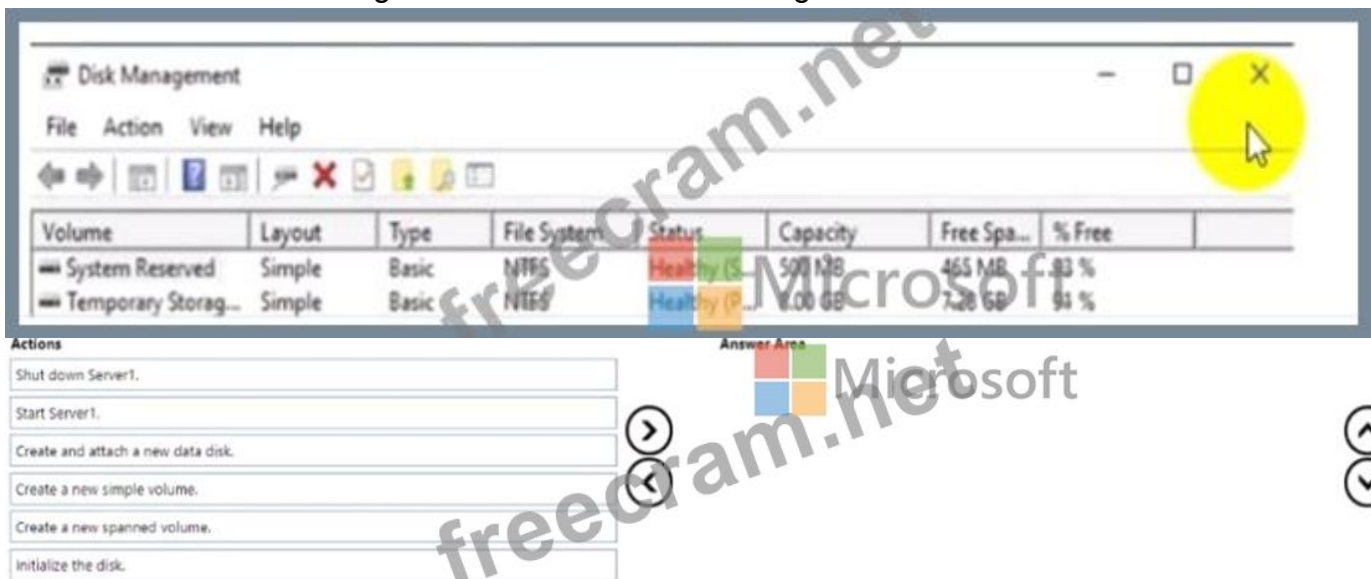 Disk Management
File Action View Help
Volume Layout Type File System Status Capacity Free Spa... % Free
System Reserved Simple Basic NTFS Healthy (S... 500 MB 465 MB 93 %
Temporary Storag... Simple Basic NTFS Healthy (P... 8.00 GB 7.28 GB 91 %
freecram.net
Microsoft
Actions
Answer Area
Shut down Server1.
Start Server1.
Create and attach a new data disk.
Create a new simple volume.
Create a new spanned volume.
Initialize the disk.
Microsoft
freecram.net